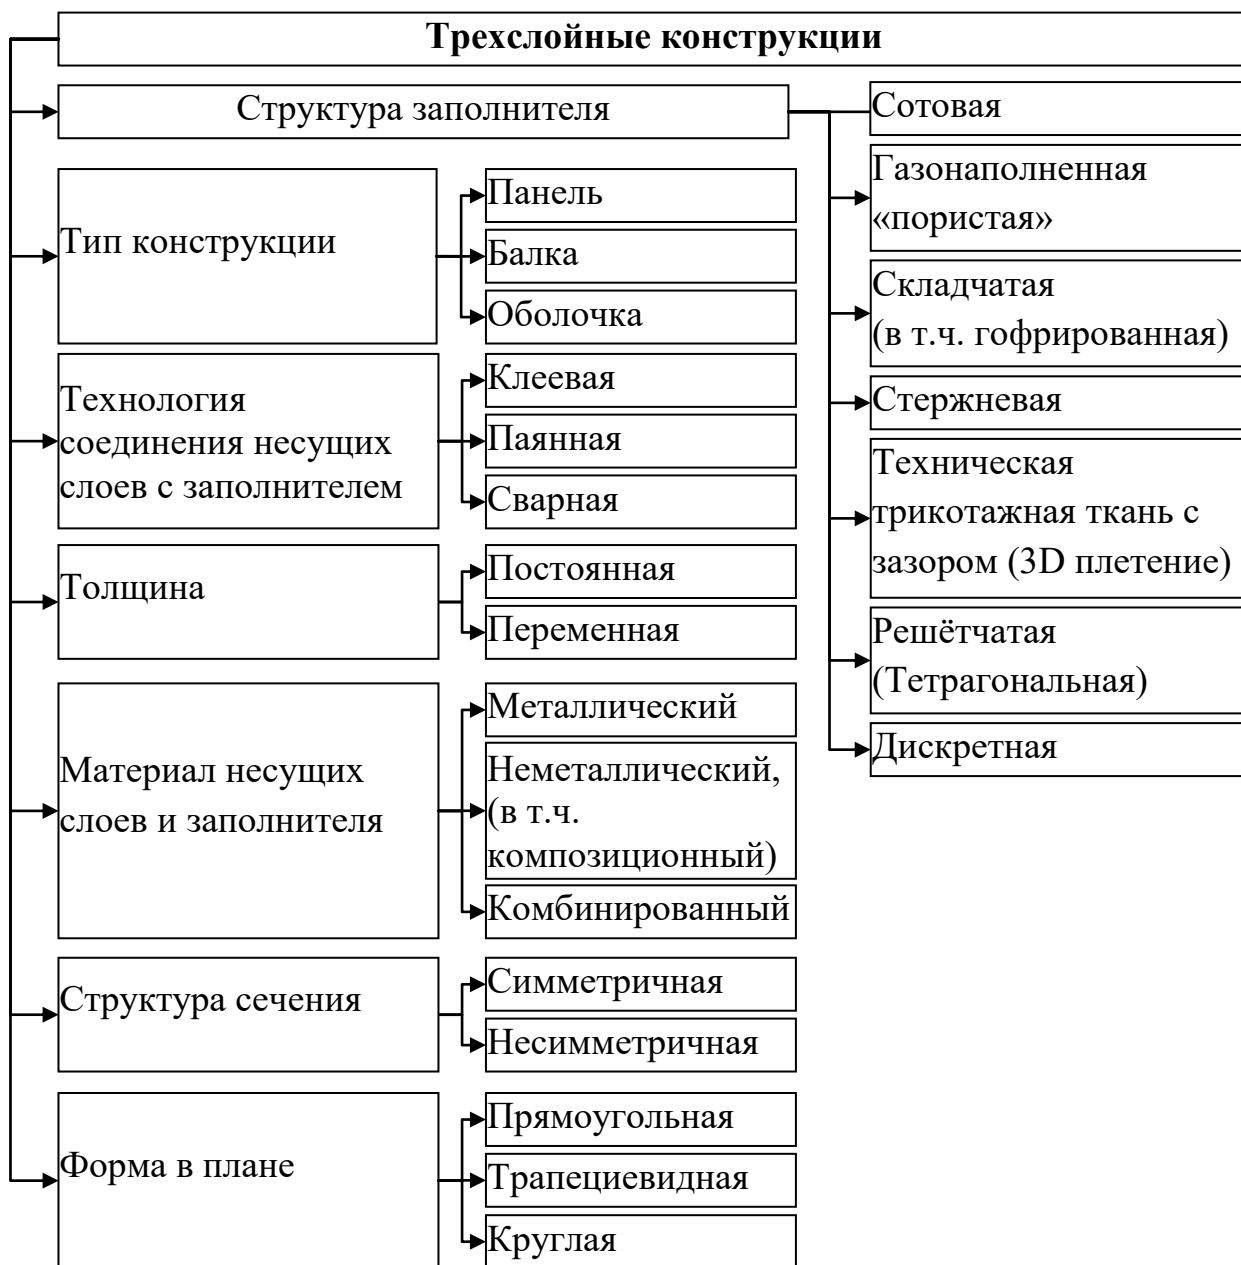 Трехслойные конструкции
Структура заполнителя
Сотовая
Газонаполненная
«пористая»
Складчатая
(в т.ч. гофрированная)
Стержневая
Техническая
трикотажная ткань с
зазором (3D плетение)
Решётчатая
(Тетрагональная)
Дискретная
Тип конструкции
Панель
Балка
Оболочка
Технология
соединения несущих
слоев с заполнителем
Клеевая
Паянная
Сварная
Толщина
Постоянная
Переменная
Материал несущих
слоев и заполнителя
Металлический
Неметаллический,
(в т.ч.
композиционный)
Комбинированный
Структура сечения
Симметричная
Несимметричная
Форма в плане
Прямоугольная
Трапециевидная
Круглая